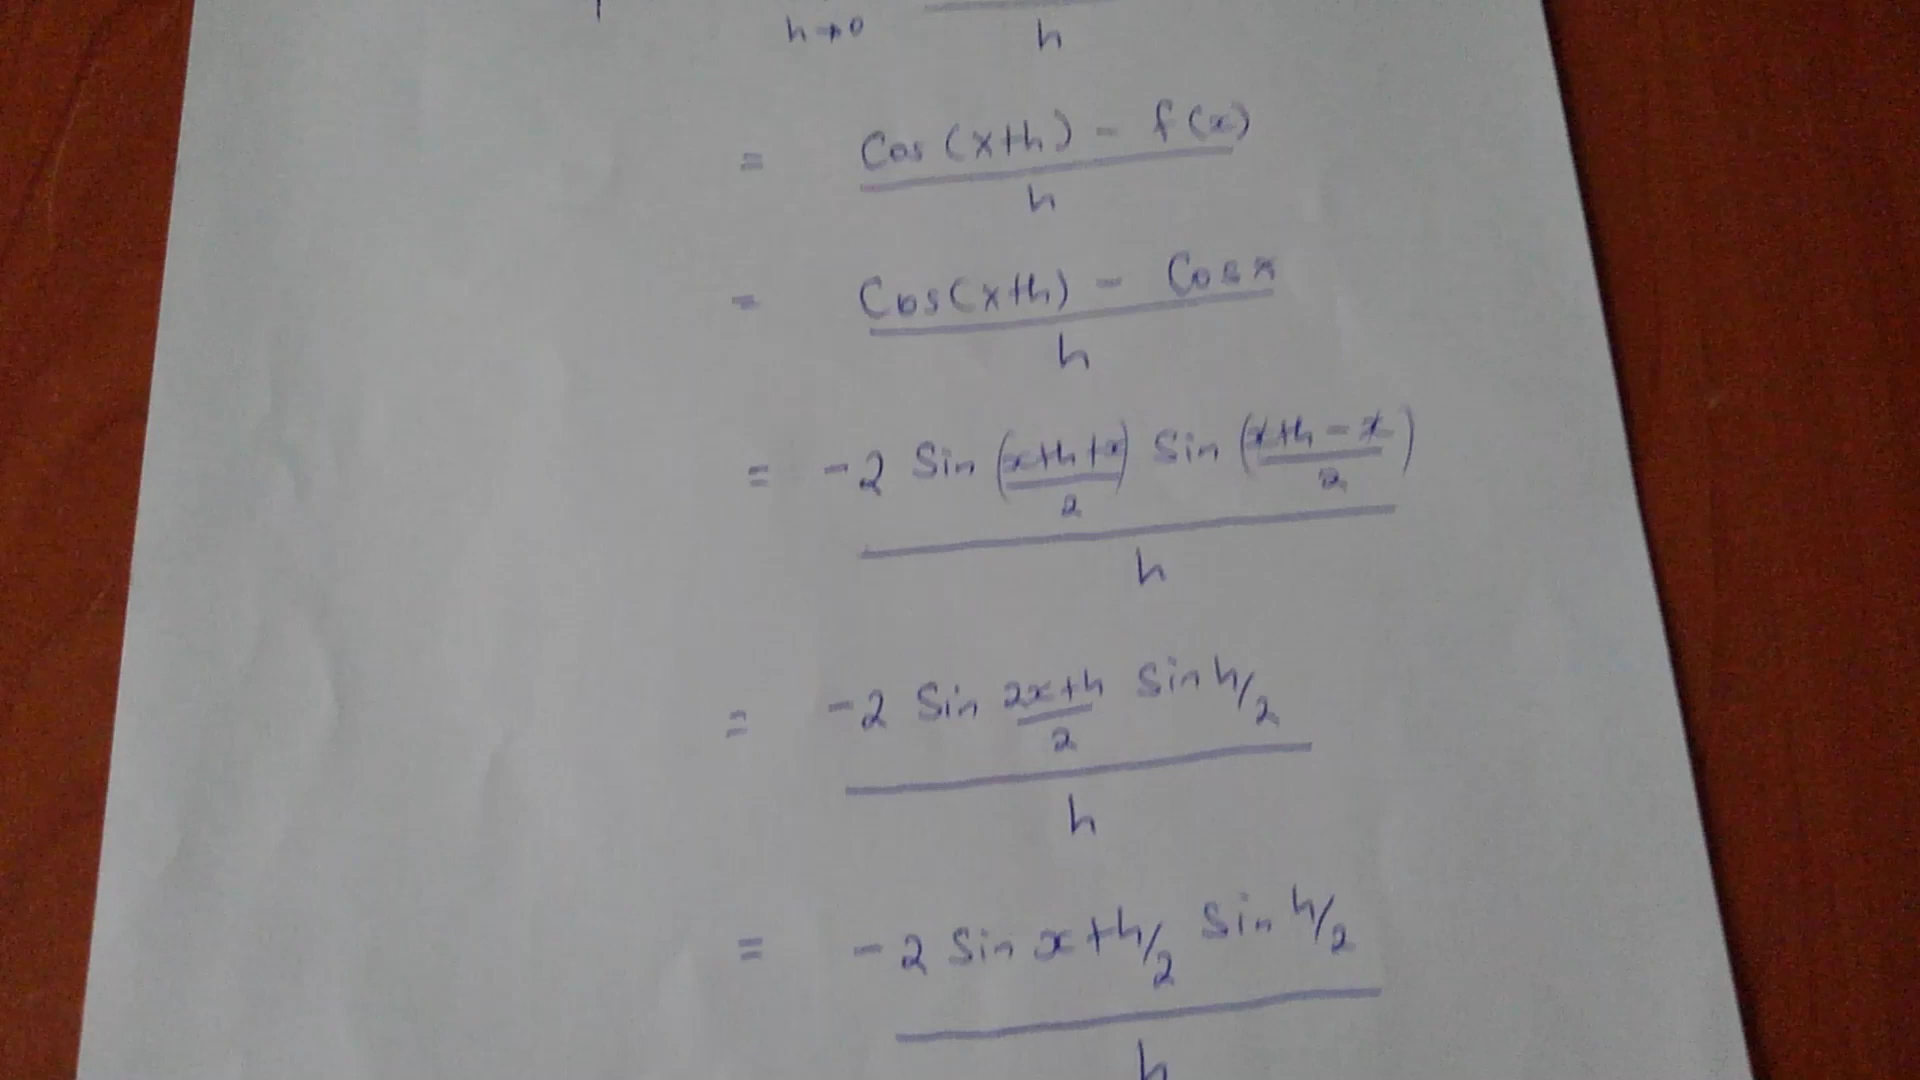 h→0 h
= Cos (x+h) - f(x)
h
= Cos(x+h) - Cos x
h
= -2 Sin (x+h+x/2) Sin (x+h-x/2)
h
= -2 Sin 2x+h/2 Sin h/2
h
= -2 Sin x+h/2 Sin h/2
h